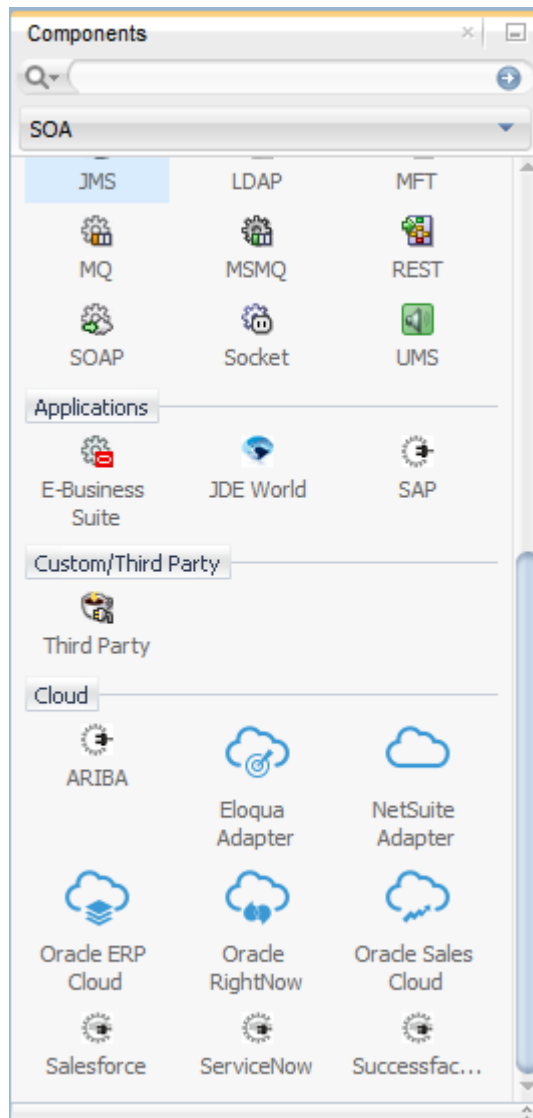 Components
SOA
JMS LDAP MFT
MQ MSMQ REST
SOAP Socket UMS
Applications
E-Business JDE World SAP
Suite
Custom/Third Party
Third Party
Cloud
ARIBA
Eloqua NetSuite
Adapter Adapter
Oracle ERP Oracle Oracle Sales
Cloud RightNow Cloud
Salesforce ServiceNow Successfac...